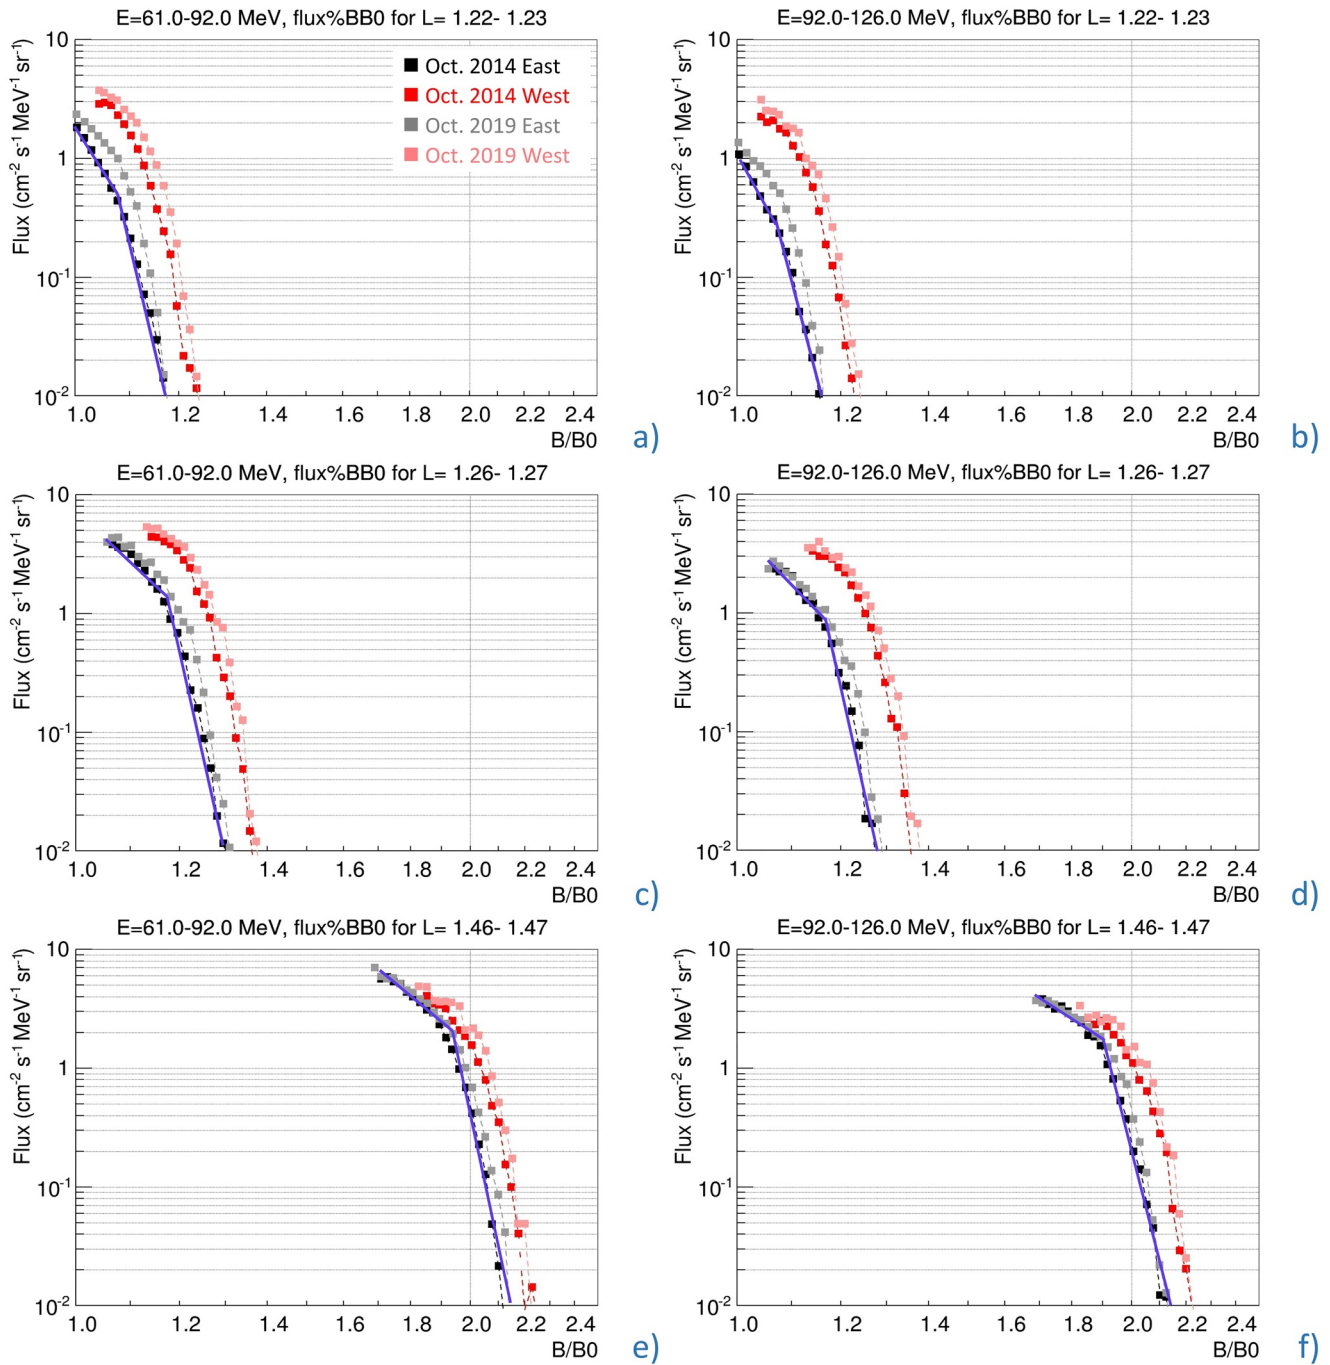 E=61.0-92.0 MeV, flux%BB0 for L= 1.22- 1.23
Flux (cm⁻² s⁻¹ MeV⁻¹ sr⁻¹)
10
1
10⁻¹
10⁻²
Oct. 2014 East
Oct. 2014 West
Oct. 2019 East
Oct. 2019 West
1.0 1.2 1.4 1.6 1.8 2.0 2.2 2.4
B/B0
a)
E=92.0-126.0 MeV, flux%BB0 for L= 1.22- 1.23
Flux (cm⁻² s⁻¹ MeV⁻¹ sr⁻¹)
10
1
10⁻¹
10⁻²
1.0 1.2 1.4 1.6 1.8 2.0 2.2 2.4
B/B0
b)
E=61.0-92.0 MeV, flux%BB0 for L= 1.26- 1.27
Flux (cm⁻² s⁻¹ MeV⁻¹ sr⁻¹)
10
1
10⁻¹
10⁻²
1.0 1.2 1.4 1.6 1.8 2.0 2.2 2.4
B/B0
c)
E=92.0-126.0 MeV, flux%BB0 for L= 1.26- 1.27
Flux (cm⁻² s⁻¹ MeV⁻¹ sr⁻¹)
10
1
10⁻¹
10⁻²
1.0 1.2 1.4 1.6 1.8 2.0 2.2 2.4
B/B0
d)
E=61.0-92.0 MeV, flux%BB0 for L= 1.46- 1.47
Flux (cm⁻² s⁻¹ MeV⁻¹ sr⁻¹)
10
1
10⁻¹
10⁻²
1.0 1.2 1.4 1.6 1.8 2.0 2.2 2.4
B/B0
e)
E=92.0-126.0 MeV, flux%BB0 for L= 1.46- 1.47
Flux (cm⁻² s⁻¹ MeV⁻¹ sr⁻¹)
10
1
10⁻¹
10⁻²
1.0 1.2 1.4 1.6 1.8 2.0 2.2 2.4
B/B0
f)